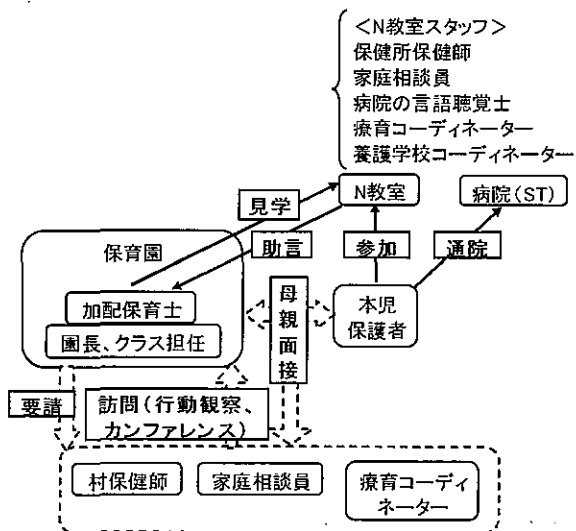 ＜N教室スタッフ＞
保健所保健師
家庭相談員
病院の言語聴覚士
療育コーディネーター
養護学校コーディネーター
N教室
病院(ST)
見学
助言
参加
通院
保育園
加配保育士
園長、クラス担任
母親面接
本児
保護者
要請
訪問(行動観察、
カンファレンス)
村保健師
家庭相談員
療育コーディ
ネーター